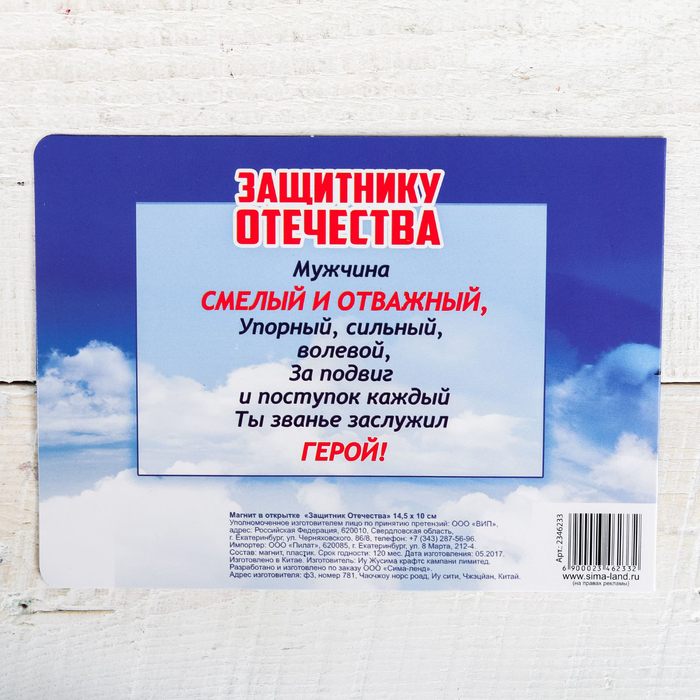 ЗАЩИТНИКУ
ОТЕЧЕСТВА
Мужчина
СМЕЛЫЙ И ОТВАЖНЫЙ,
Упорный, сильный,
волевой,
За подвиг
и поступок каждый
Ты званье заслужил
ГЕРОЙ!
Магнит в открытке «Защитник Отечества» 14,5 х 10 см
Уполномоченное изготовителем лицо по принятию претензий: ООО «ВИП»,
адрес: Российская Федерация, 620010, Свердловская область,
г. Екатеринбург, ул. Черняховского, 86/8, телефон: +7 (343) 287-56-96.
Импортер: ООО «Пилат», 620085, г. Екатеринбург, ул. 8 Марта, 212-4.
Состав: магнит, пластик. Срок годности: 120 мес. Дата изготовления: 05.2017.
Изготовлено в Китае. Изготовитель: Иу Жусима крафтс кампани лимитед.
Разработано и изготовлено по заказу ООО «Сима-ленд».
Адрес изготовителя: ф3, номер 781, Чаочжоу норс роад, Иу сити, Чжэцзян, Китай.
Арт.: 2346233
6 900023 462332
www.sima-land.ru
(на правах рекламы)